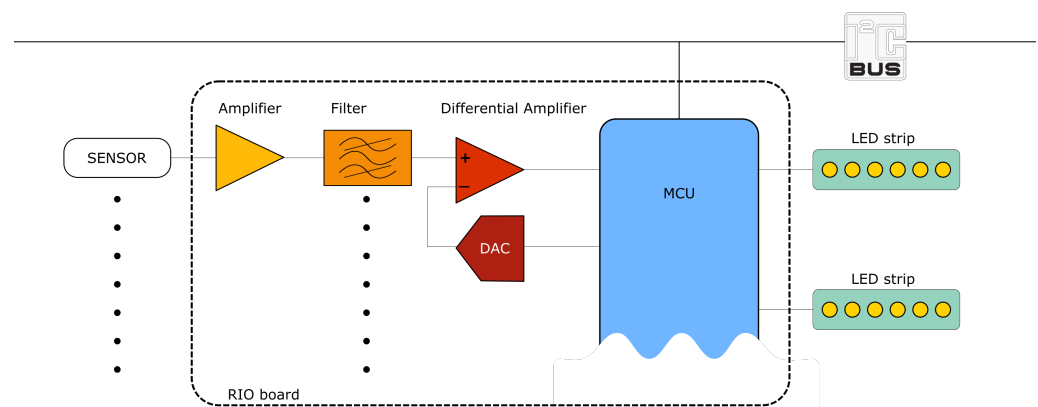 I²C
BUS
Amplifier
Filter
Differential Amplifier
SENSOR
+
−
MCU
DAC
LED strip
LED strip
RIO board